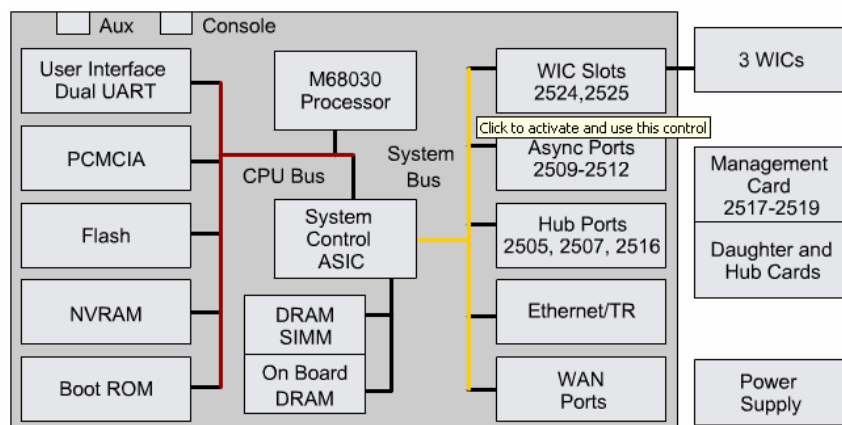 Aux
Console
User Interface
Dual UART
PCMCIA
Flash
NVRAM
Boot ROM
M68030
Processor
CPU Bus
System
Bus
System
Control
ASIC
DRAM
SIMM
On Board
DRAM
WIC Slots
2524,2525
Click to activate and use this control
Async Ports
2509-2512
Hub Ports
2505, 2507, 2516
Ethernet/TR
WAN
Ports
3 WICs
Management
Card
2517-2519
Daughter and
Hub Cards
Power
Supply